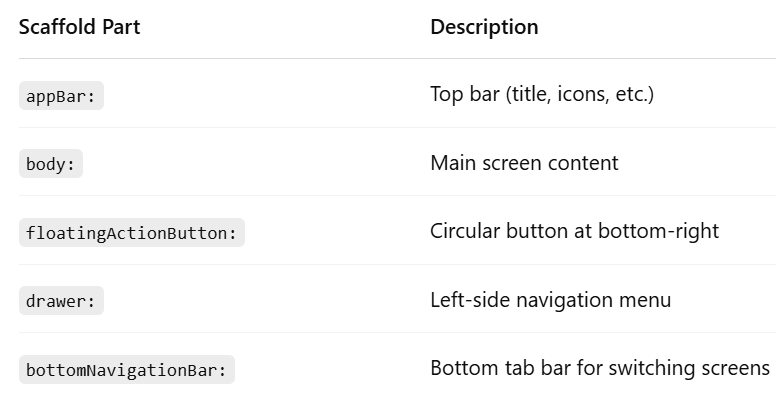 Scaffold Part Description
appBar: Top bar (title, icons, etc.)
body: Main screen content
floatingActionButton: Circular button at bottom-right
drawer: Left-side navigation menu
bottomNavigationBar: Bottom tab bar for switching screens